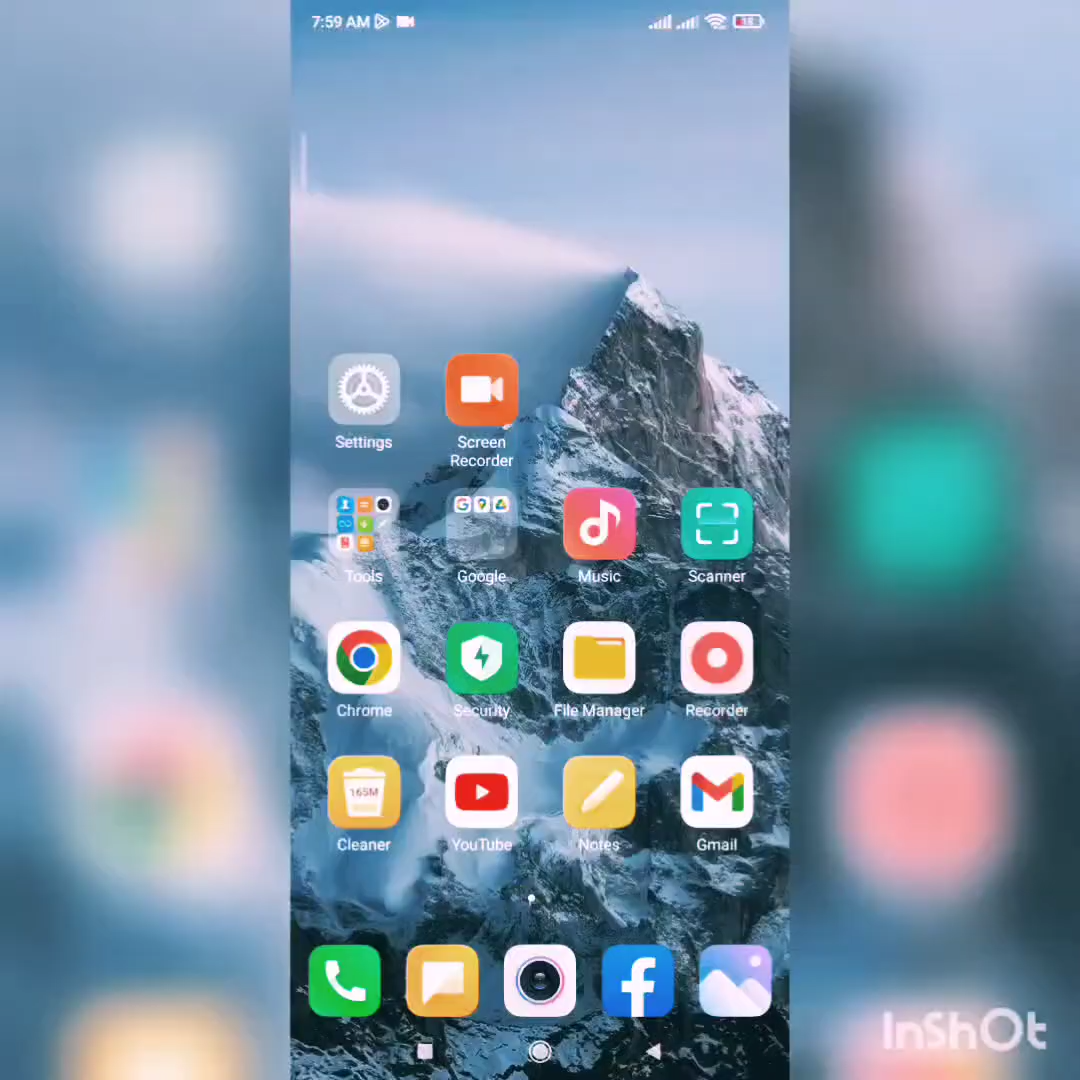 7:59 AM
18
Settings
Screen
Recorder
Tools
Google
Music
Scanner
Chrome
Security
File Manager
Recorder
165M
Cleaner
YouTube
Notes
Gmail
InShOt